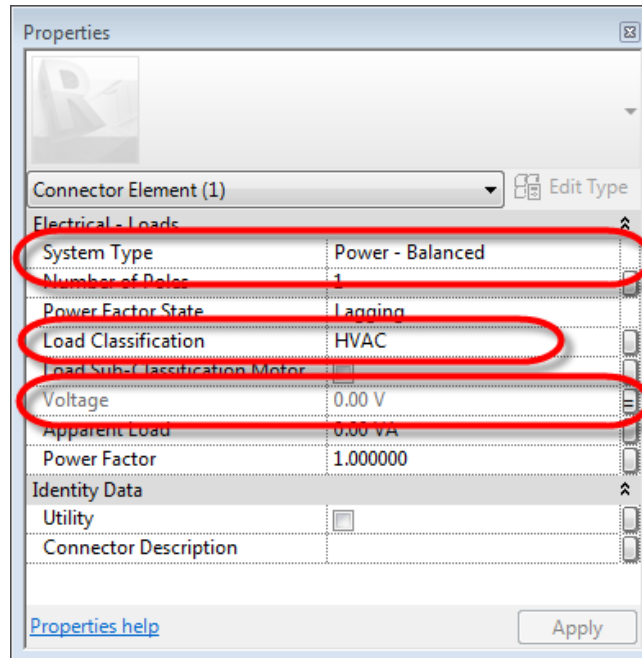 Properties
R1
Connector Element (1)
Edit Type
Electrical - Loads
System Type Power - Balanced
Number of Poles 1
Power Factor State Lagging
Load Classification HVAC
Load Sub-Classification Motor
Voltage 0.00 V =
Apparent Load 0.00 VA
Power Factor 1.000000
Identity Data
Utility
Connector Description
Properties help
Apply